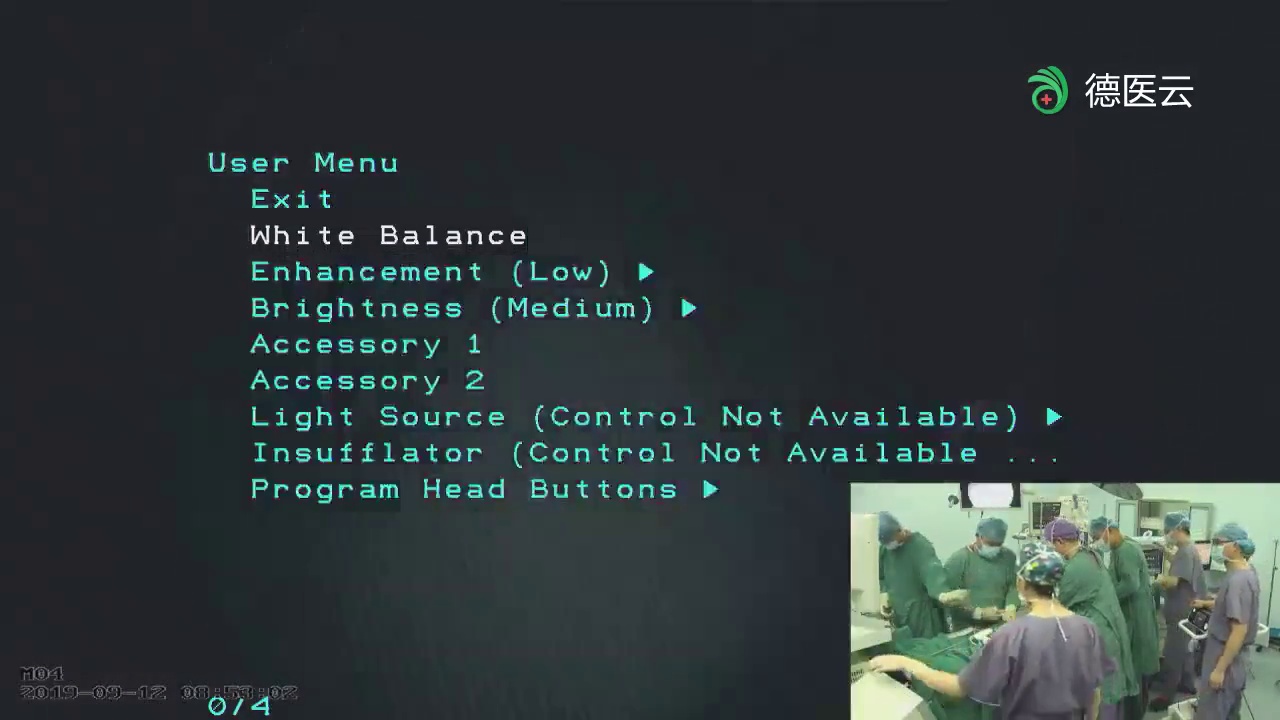 德医云
User Menu
Exit
White Balance
Enhancement (Low) ▶
Brightness (Medium) ▶
Accessory 1
Accessory 2
Light Source (Control Not Available) ▶
Insufflator (Control Not Available ...
Program Head Buttons ▶
M04
2019-09-12 08:53:02
0/4